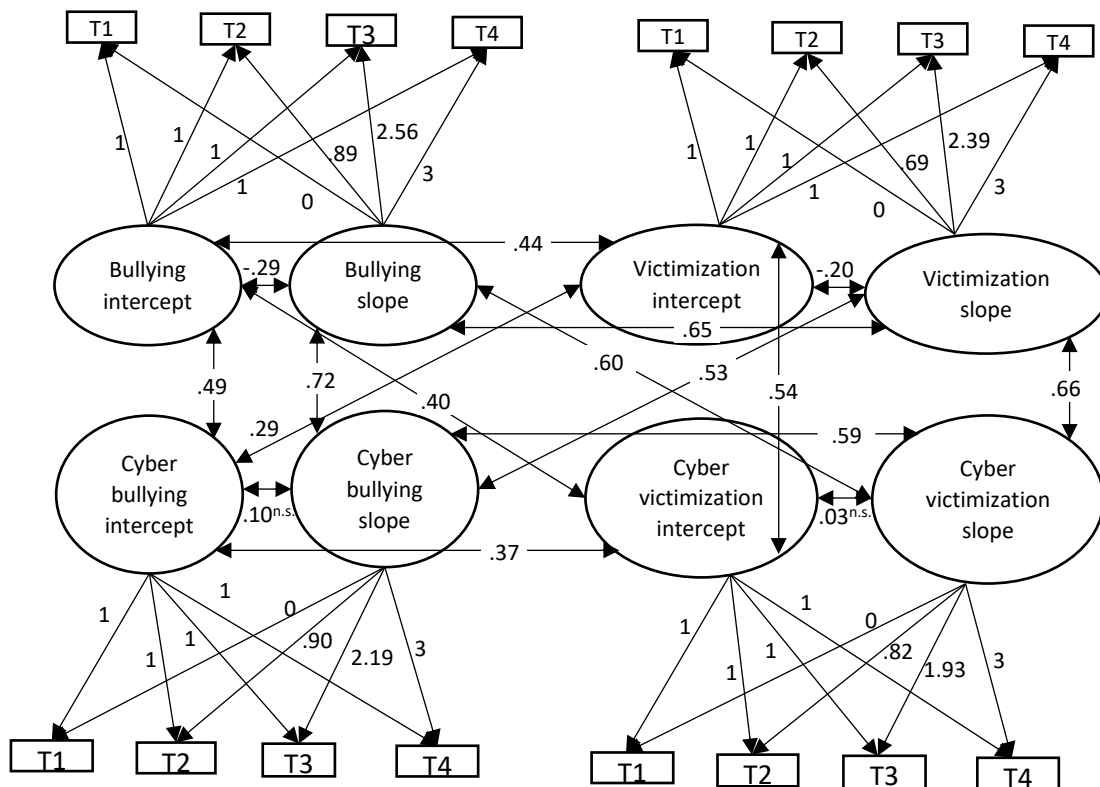 T1 T2 T3 T4 T1 T2 T3 T4
1 1 1 1 0 .89 2.56 3 1 1 1 1 0 .69 2.39 3
Bullying
intercept
-.29
Bullying
slope
.44
Victimization
intercept
-.20
Victimization
slope
.65
.49
.72
.29
.40
.60
.53
.54
.66
Cyber
bullying
intercept
.10n.s.
Cyber
bullying
slope
.59
.37
Cyber
victimization
intercept
.03n.s.
Cyber
victimization
slope
1 1 1 1 0 .90 2.19 3 1 1 1 1 0 .82 1.93 3
T1 T2 T3 T4 T1 T2 T3 T4